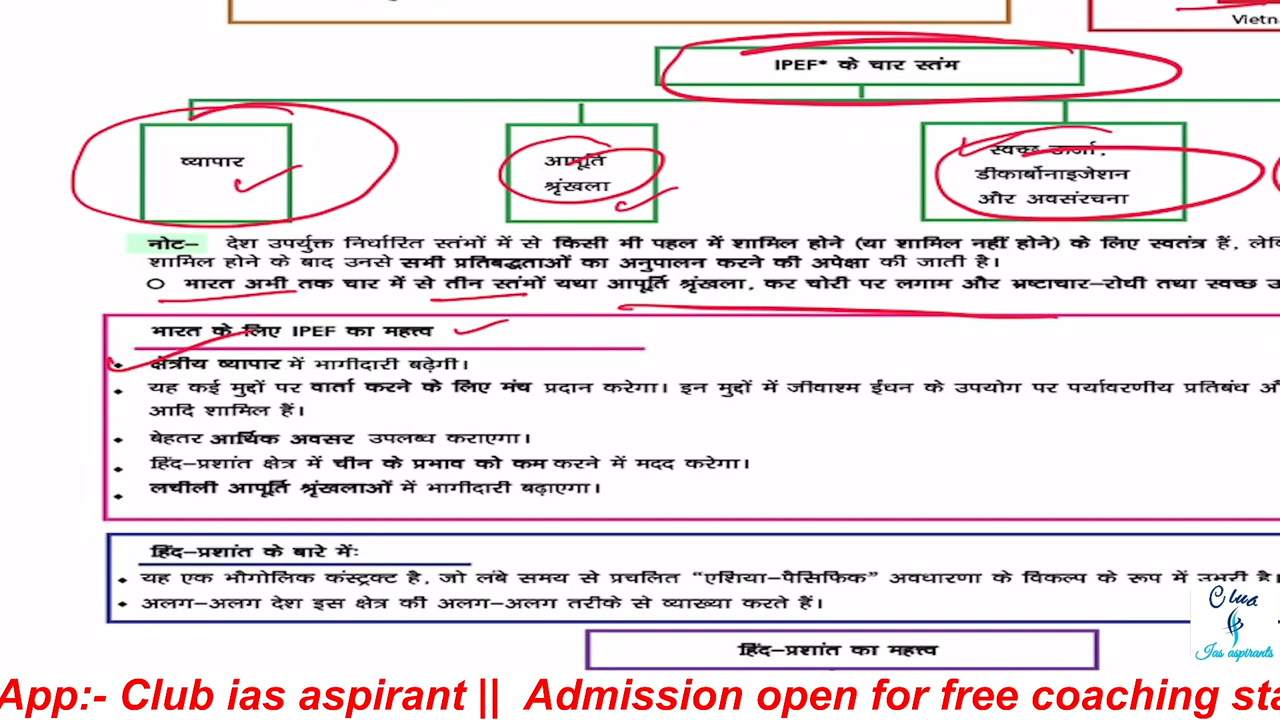 Vietn
IPEF* के चार स्तंम
व्यापार
आपूर्ति
श्रृंखला
स्वच्छ ऊर्जा,
डीकार्बोनाइजेशन
और अवसंरचना
नोट– देश उपर्युक्त निर्धारित स्तंभों में से किसी भी पहल में शामिल होने (या शामिल नहीं होने) के लिए स्वतंत्र हैं, लेकि
शामिल होने के बाद उनसे सभी प्रतिबद्धताओं का अनुपालन करने की अपेक्षा की जाती है।
○ भारत अभी तक चार में से तीन स्तंभों यथा आपूर्ति श्रृंखला, कर चोरी पर लगाम और भ्रष्टाचार–रोधी तथा स्वच्छ उ
भारत के लिए IPEF का महत्त्व
• क्षेत्रीय व्यापार में भागीदारी बढ़ेगी।
• यह कई मुद्दों पर वार्ता करने के लिए मंच प्रदान करेगा। इन मुद्दों में जीवाश्म ईंधन के उपयोग पर पर्यावरणीय प्रतिबंध औ
आदि शामिल हैं।
• बेहतर आर्थिक अवसर उपलब्ध कराएगा।
• हिंद–प्रशांत क्षेत्र में चीन के प्रभाव को कम करने में मदद करेगा।
• लचीली आपूर्ति श्रृंखलाओं में भागीदारी बढ़ाएगा।
हिंद–प्रशांत के बारे में:
• यह एक भौगोलिक कंस्ट्रक्ट है, जो लंबे समय से प्रचलित “एशिया–पैसिफिक” अवधारणा के विकल्प के रूप में उभरी है।
• अलग–अलग देश इस क्षेत्र की अलग–अलग तरीके से व्याख्या करते हैं।
Club
Ias aspirants
हिंद–प्रशांत का महत्त्व
App:- Club ias aspirant || Admission open for free coaching sta